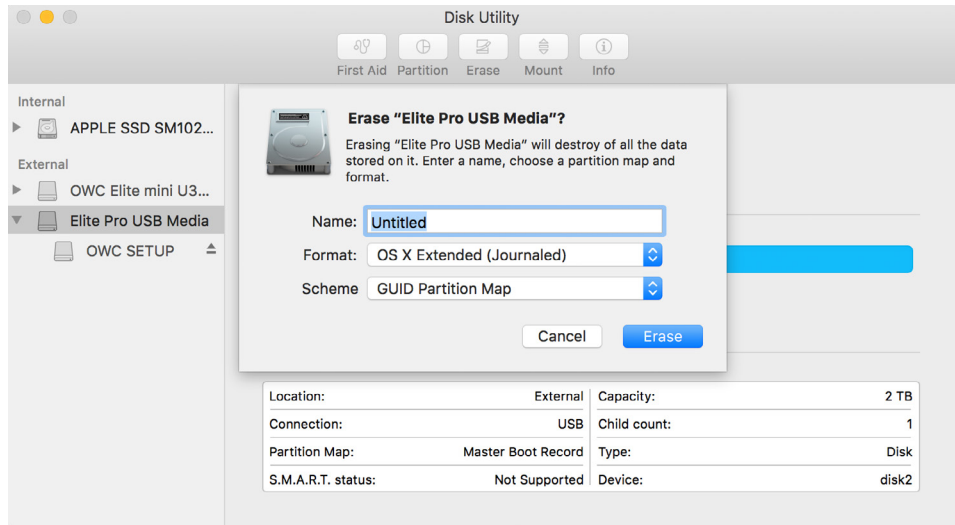 Disk Utility
First Aid Partition Erase Mount Info
Internal
APPLE SSD SM102...
External
OWC Elite mini U3...
Elite Pro USB Media
OWC SETUP
Erase “Elite Pro USB Media”?
Erasing “Elite Pro USB Media” will destroy of all the data
stored on it. Enter a name, choose a partition map and
format.
Name: Untitled
Format: OS X Extended (Journaled)
Scheme GUID Partition Map
Cancel Erase
Location: External Capacity: 2 TB
Connection: USB Child count: 1
Partition Map: Master Boot Record Type: Disk
S.M.A.R.T. status: Not Supported Device: disk2